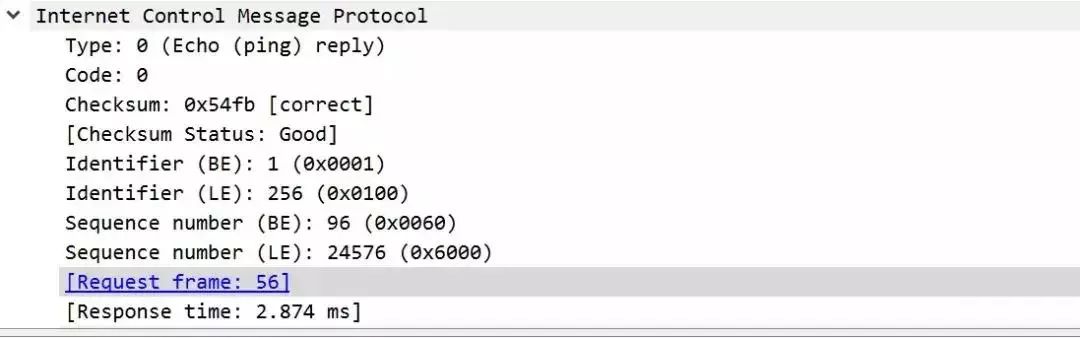 Internet Control Message Protocol
Type: 0 (Echo (ping) reply)
Code: 0
Checksum: 0x54fb [correct]
[Checksum Status: Good]
Identifier (BE): 1 (0x0001)
Identifier (LE): 256 (0x0100)
Sequence number (BE): 96 (0x0060)
Sequence number (LE): 24576 (0x6000)
[Request frame: 56]
[Response time: 2.874 ms]